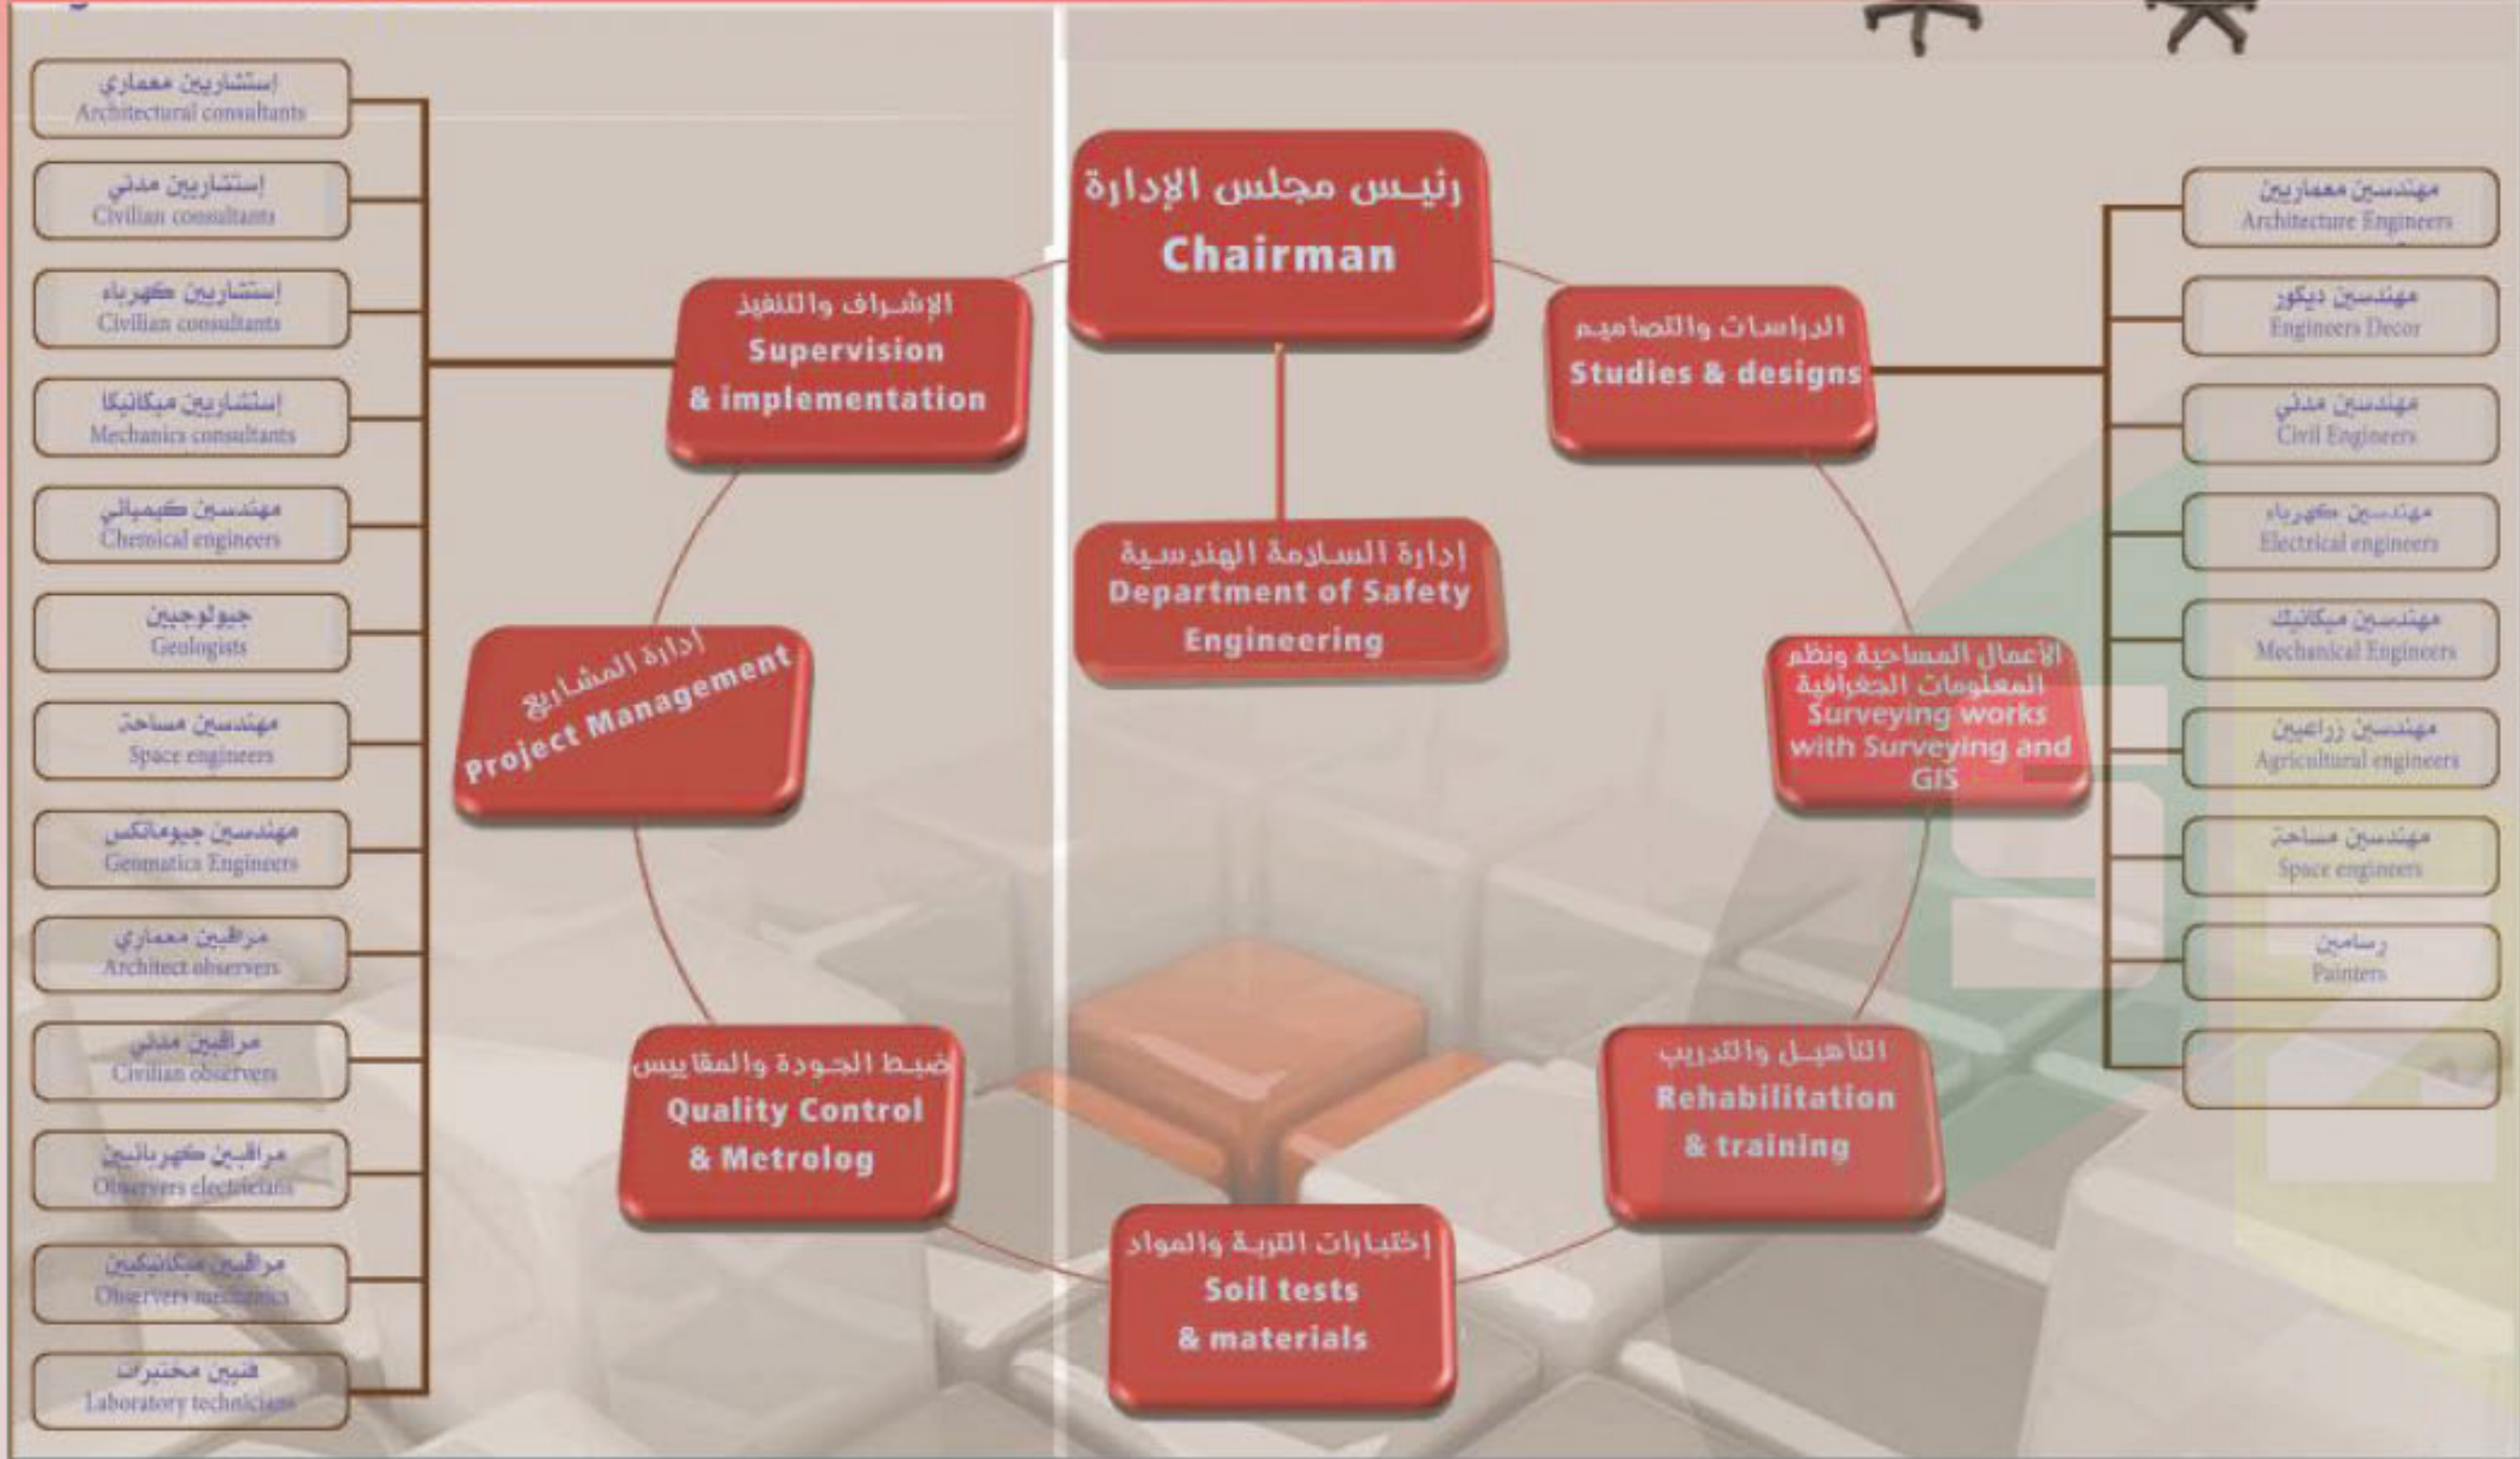 إستشاريين معماري
Architectural consultants
إستشاريين مدني
Civilian consultants
إستشاريين كهرباء
Civilian consultants
إستشاريين ميكانيكا
Mechanics consultants
مهندسين كيميائي
Chemical engineers
جيولوجيين
Geologists
مهندسين مساحة
Space engineers
مهندسين جيوماتكس
Geomatics Engineers
مراقبين معماري
Architect observers
مراقبين مدني
Civilian observers
مراقبين كهربائيين
Observers electricians
مراقبين ميكانيكيين
Observers mechanics
فنيين مختبرات
Laboratory technicians
رئيس مجلس الإدارة
Chairman
الإشراف والتنفيذ
Supervision
& implementation
الدراسات والتصاميم
Studies & designs
إدارة السلامة الهندسية
Department of Safety
Engineering
إدارة المشاريع
Project Management
الأعمال المساحية ونظم
المعلومات الجغرافية
Surveying works
with Surveying and
GIS
ضبط الجودة والمقاييس
Quality Control
& Metrolog
التأهيل والتدريب
Rehabilitation
& training
إختبارات التربة والمواد
Soil tests
& materials
مهندسين معماريين
Architecture Engineers
مهندسين ديكور
Engineers Decor
مهندسين مدني
Civil Engineers
مهندسين كهرباء
Electrical engineers
مهندسين ميكانيك
Mechanical Engineers
مهندسين زراعيين
Agricultural engineers
مهندسين مساحة
Space engineers
رسامين
Painters